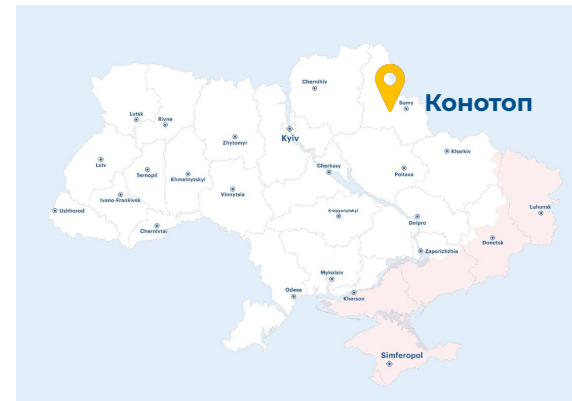 Chernihiv
Sumy
Конотоп
Lutsk
Rivne
Kyiv
Zhytomyr
Kharkiv
Lviv
Ternopil
Khmelnytskyi
Cherkasy
Poltava
Vinnytsia
Ivano-Frankivsk
Uzhhorod
Chernivtsi
Kropyvnytskyi
Dnipro
Luhansk
Donetsk
Zaporizhzhia
Mykolaiv
Odesa
Kherson
Simferopol